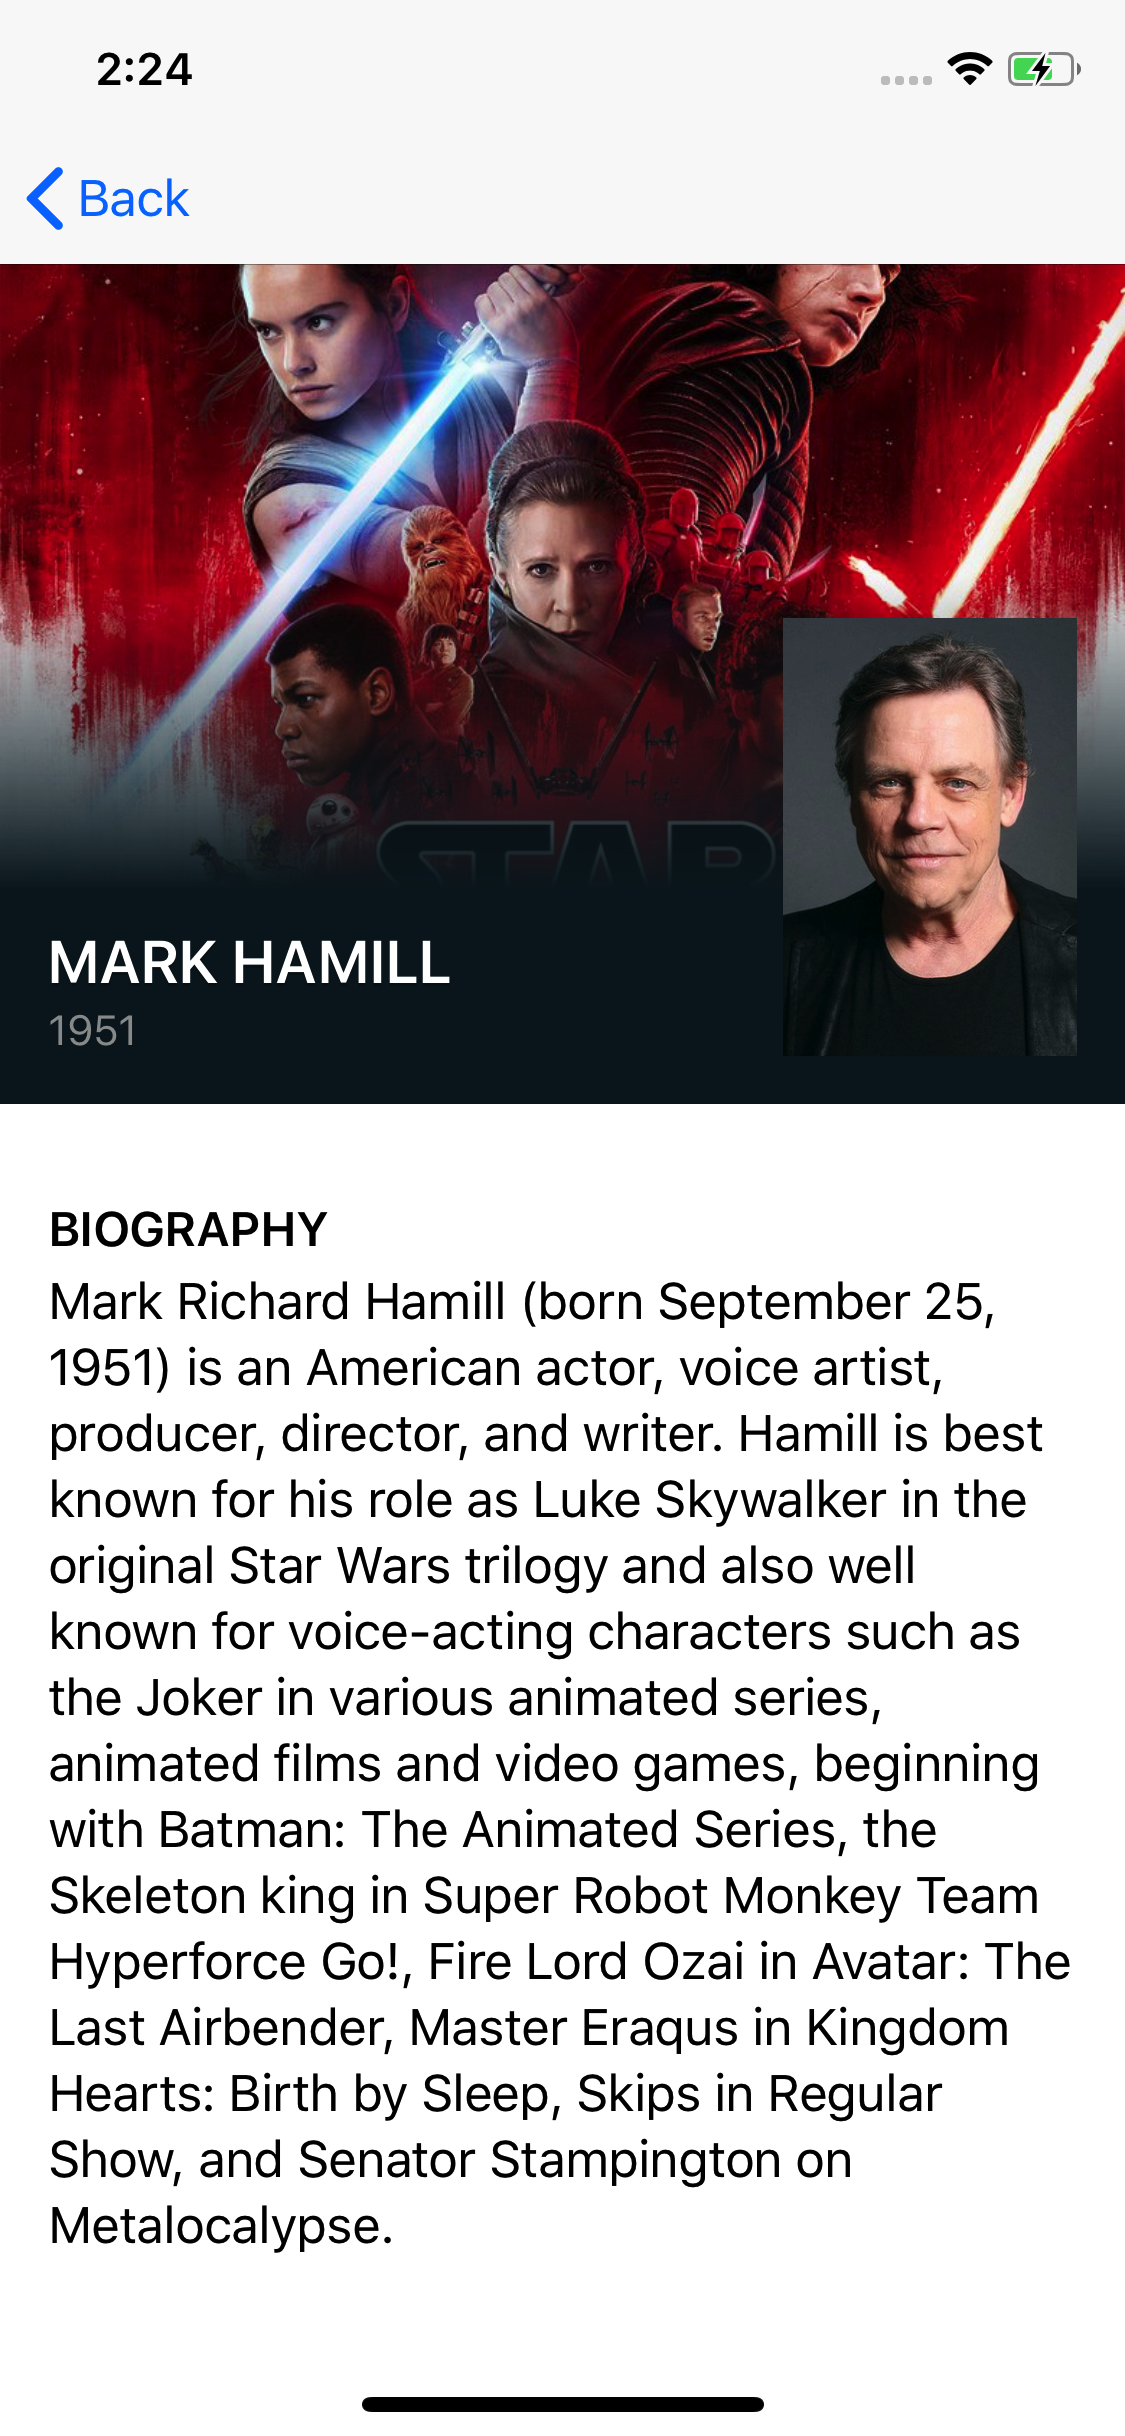 2:24
Back
STAR
MARK HAMILL
1951
BIOGRAPHY
Mark Richard Hamill (born September 25,
1951) is an American actor, voice artist,
producer, director, and writer. Hamill is best
known for his role as Luke Skywalker in the
original Star Wars trilogy and also well
known for voice-acting characters such as
the Joker in various animated series,
animated films and video games, beginning
with Batman: The Animated Series, the
Skeleton king in Super Robot Monkey Team
Hyperforce Go!, Fire Lord Ozai in Avatar: The
Last Airbender, Master Eraqus in Kingdom
Hearts: Birth by Sleep, Skips in Regular
Show, and Senator Stampington on
Metalocalypse.